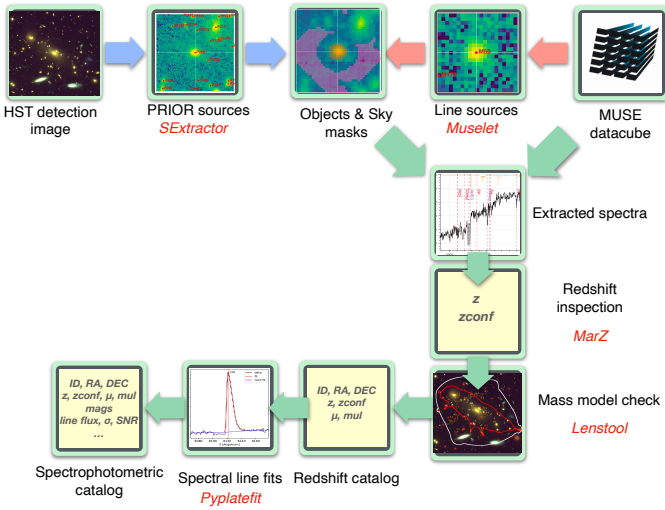 HST detection
image
PRIOR sources
SExtractor
Objects & Sky
masks
Line sources
Muselet
MUSE
datacube
Extracted spectra
z
zconf
Redshift
inspection
MarZ
Mass model check
Lenstool
ID, RA, DEC
z, zconf
μ, mul
Redshift catalog
Spectral line fits
Pyplatefit
ID, RA, DEC
z, zconf, μ, mul
mags
line flux, σ, SNR
...
Spectrophotometric
catalog